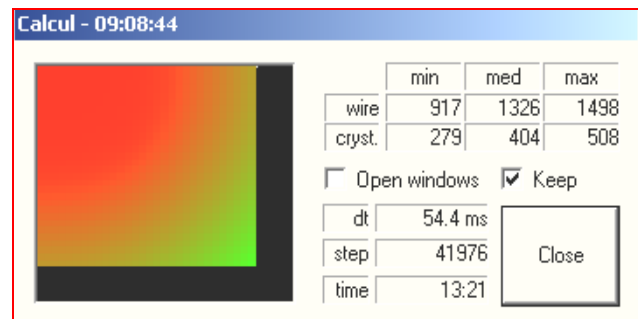 Calcul - 09:08:44
min med max
wire 917 1326 1498
cryst. 279 404 508
Open windows Keep
dt 54.4 ms
step 41976
Close
time 13:21